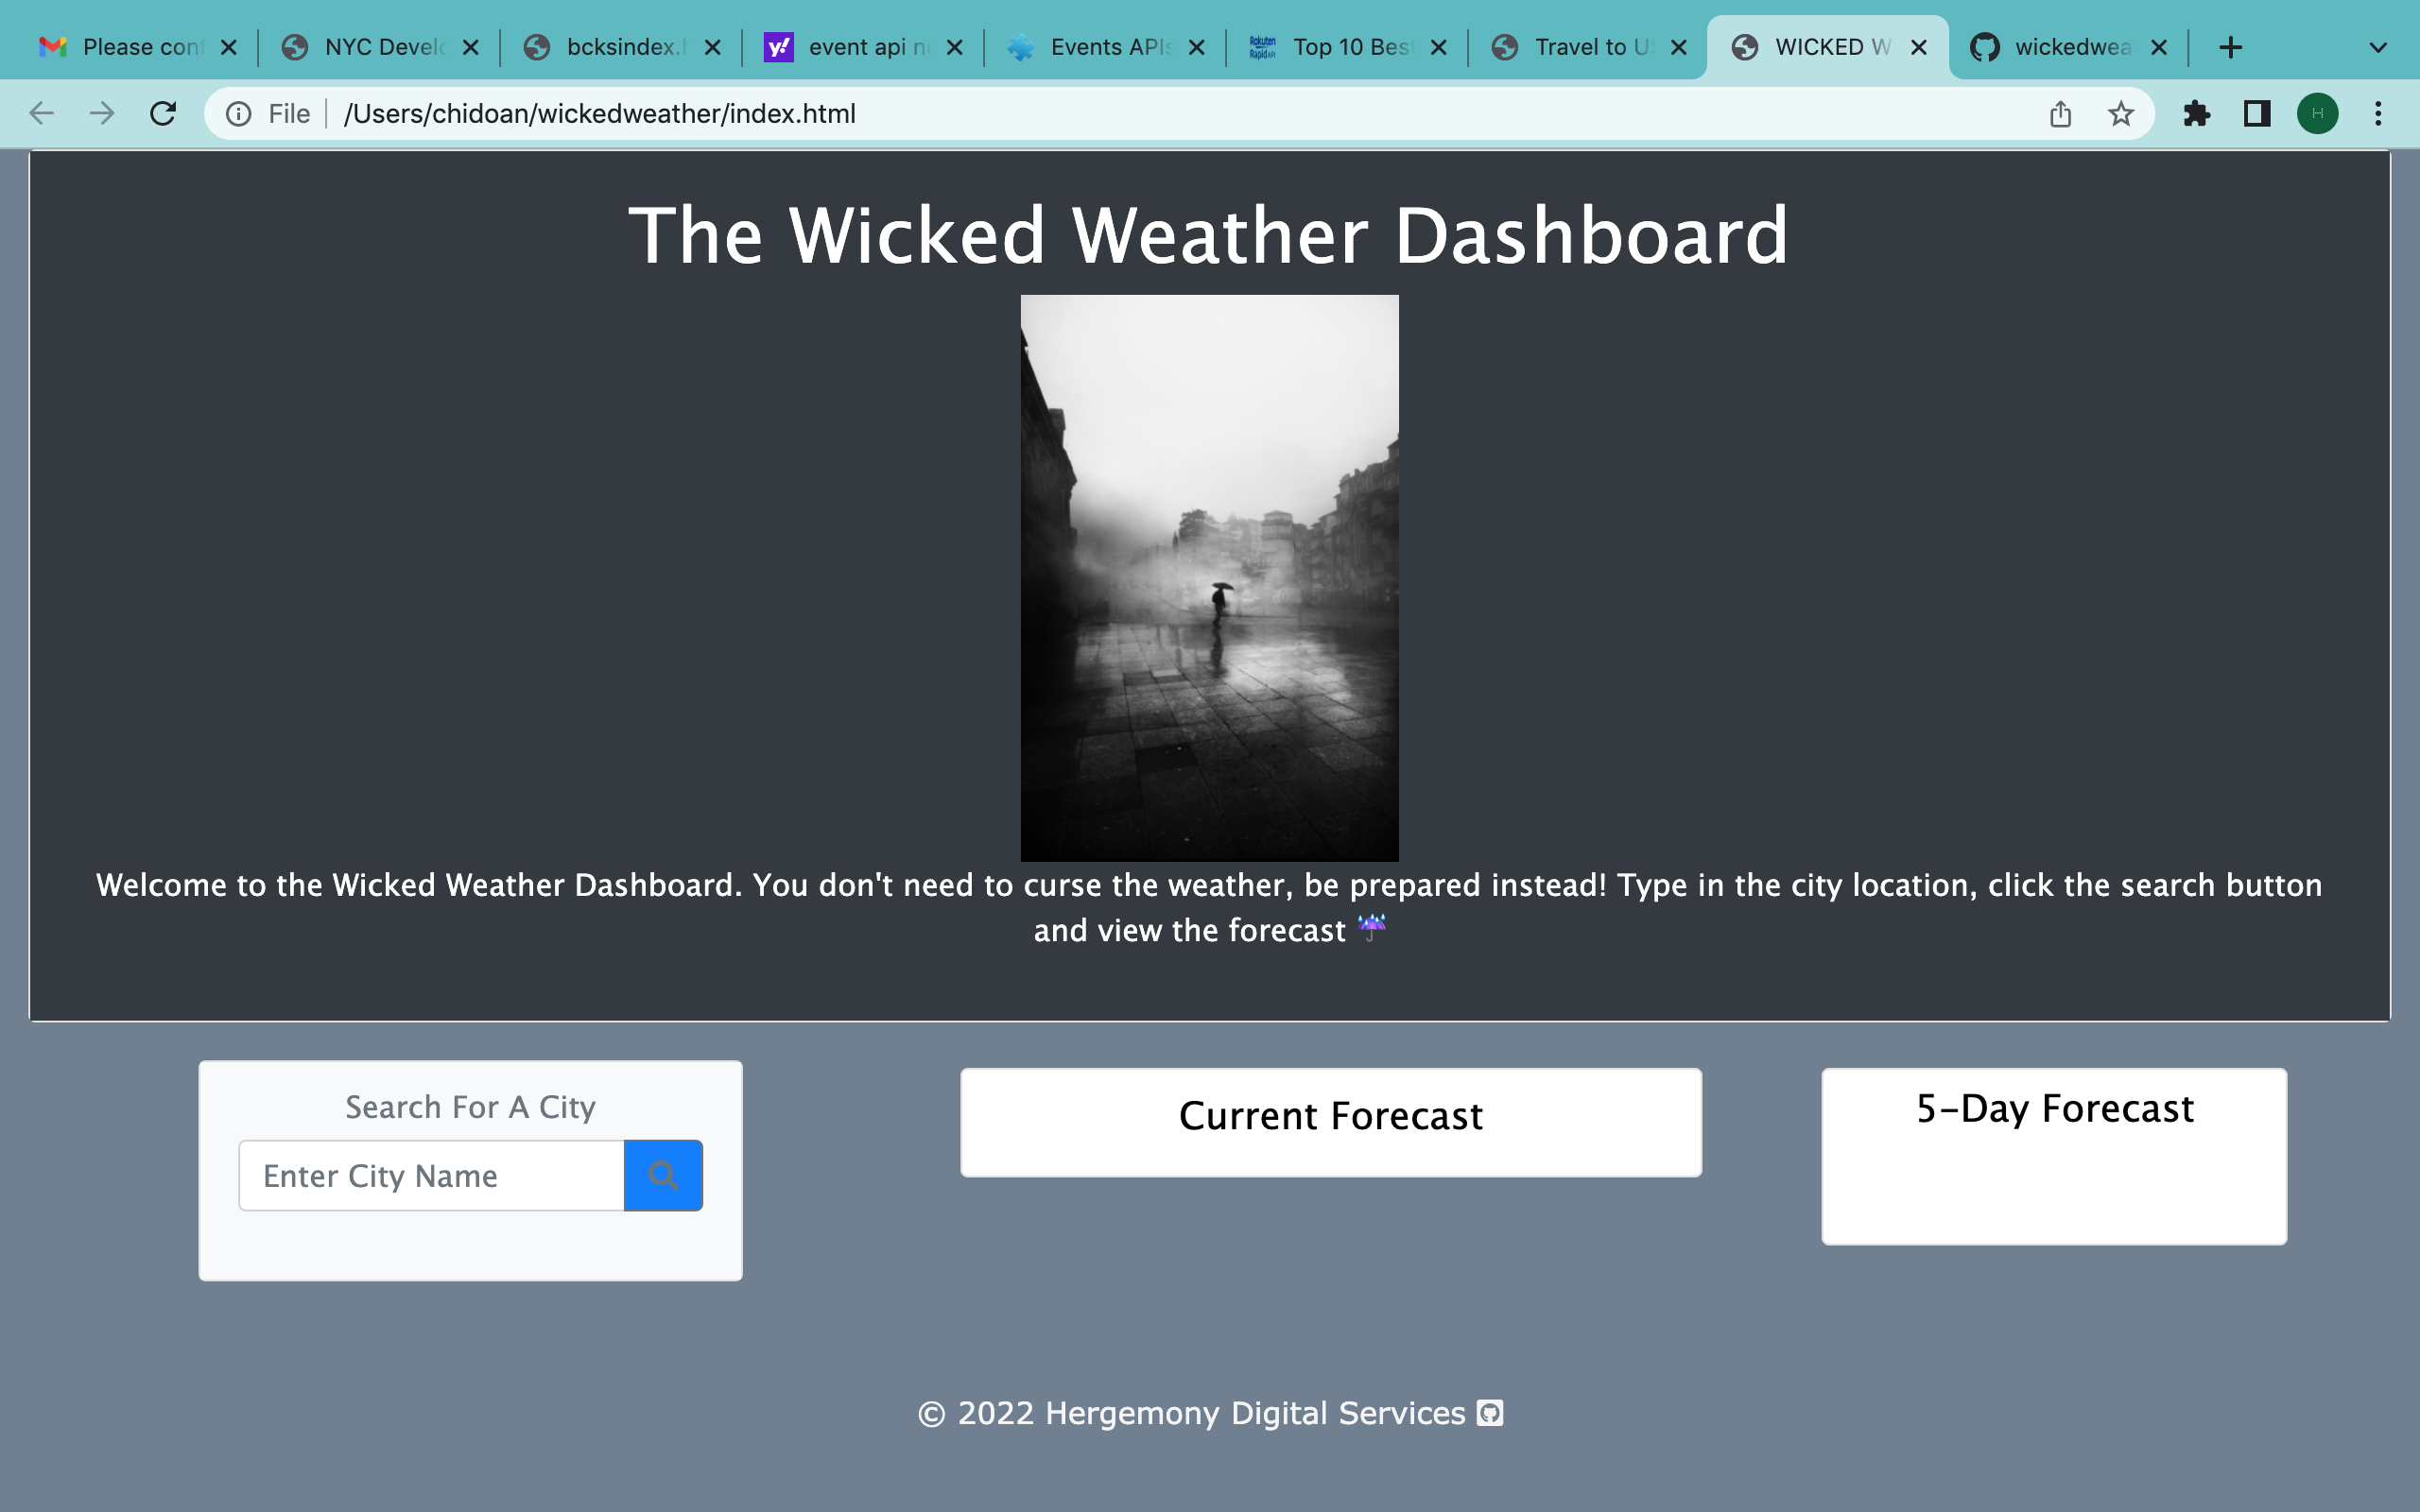 Please con
NYC Develo
bcksindex.h
event api n
Events APIs
Rakuten RapidAPI
Top 10 Bes
Travel to U
WICKED W
wickedwea
File
/Users/chidoan/wickedweather/index.html
H
The Wicked Weather Dashboard
Welcome to the Wicked Weather Dashboard. You don't need to curse the weather, be prepared instead! Type in the city location, click the search button
and view the forecast ☔
Search For A City
Enter City Name
Current Forecast
5-Day Forecast
© 2022 Hergemony Digital Services